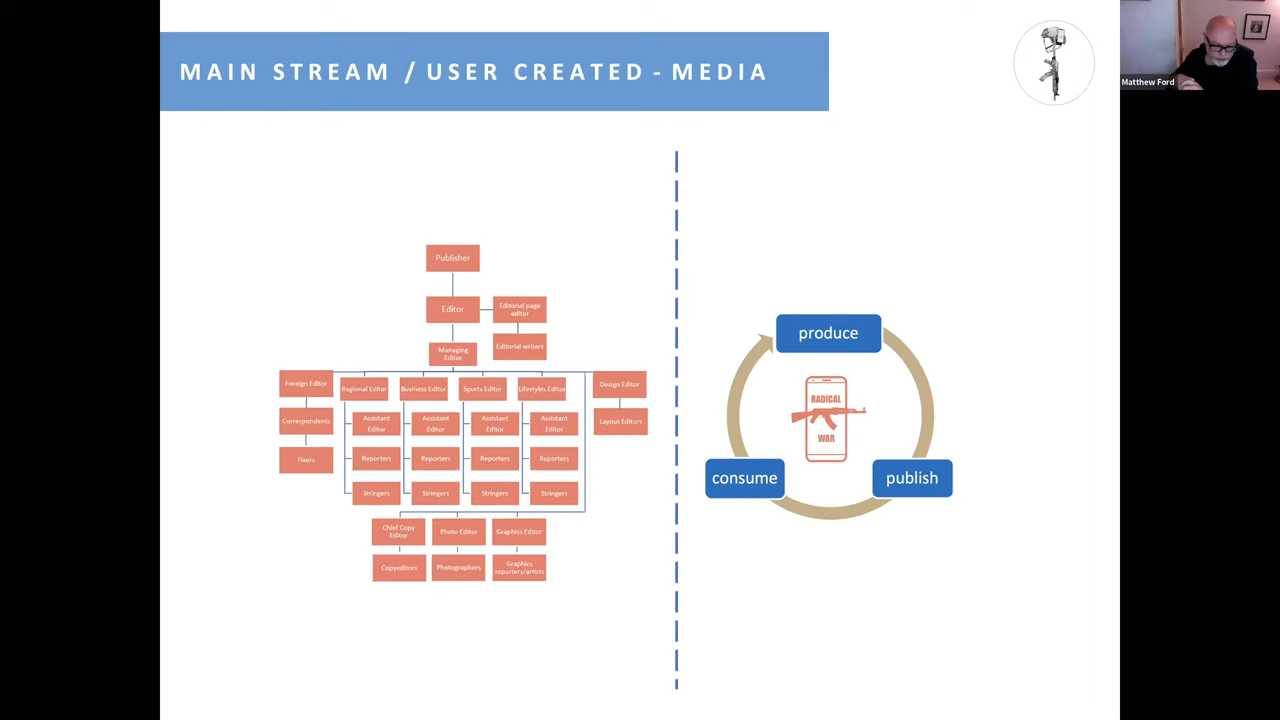 MAIN STREAM / USER CREATED - MEDIA
Matthew Ford
Publisher
Editor
Editorial page
editor
Editorial writers
Managing
Editor
Foreign Editor
Correspondents
Fixers
Regional Editor
Assistant
Editor
Reporters
Stringers
Business Editor
Assistant
Editor
Reporters
Stringers
Sports Editor
Assistant
Editor
Reporters
Stringers
Lifestyles Editor
Assistant
Editor
Reporters
Stringers
Design Editor
Layout Editors
Chief Copy
Editor
Copyeditors
Photo Editor
Photographers
Graphics Editor
Graphics
reporters/artists
produce
RADICAL
WAR
consume
publish